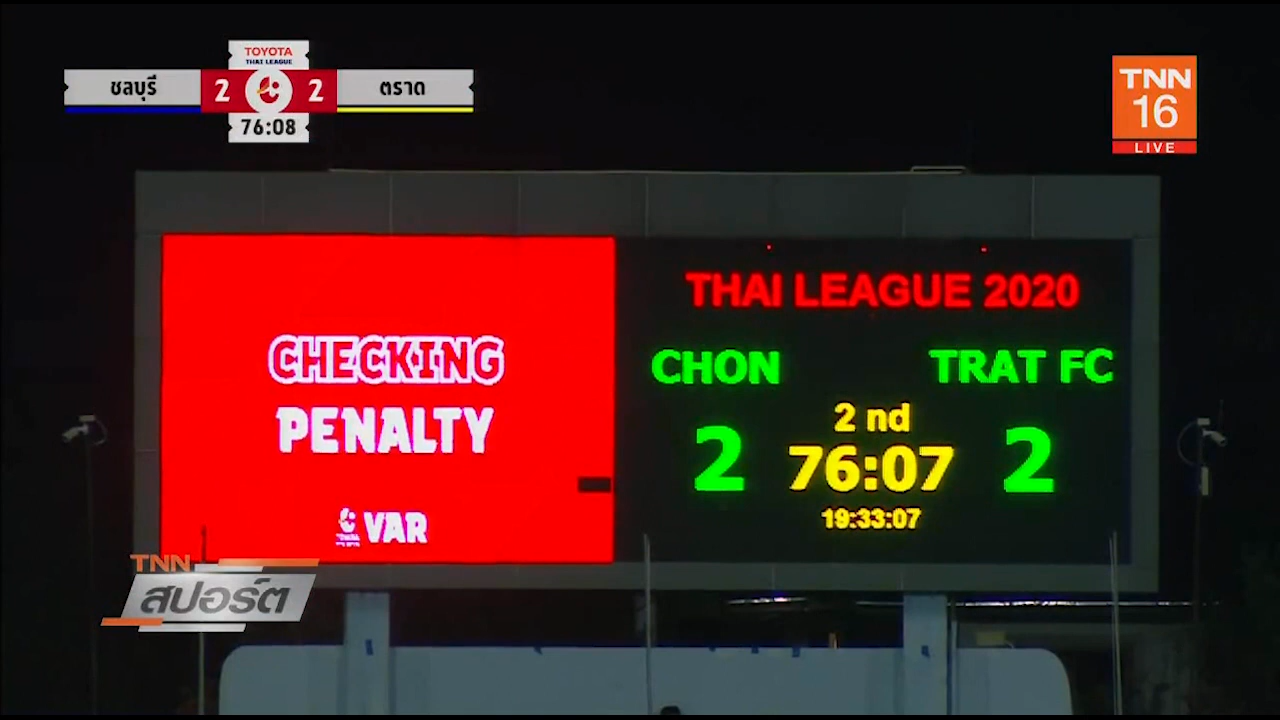 TOYOTA
THAI LEAGUE
ชลบุรี 2 2 ตราด
76:08
TNN
16
LIVE
CHECKING
PENALTY
VAR
THAI LEAGUE 2020
CHON TRAT FC
2 nd
2 76:07 2
19:33:07
TNN
สปอร์ต